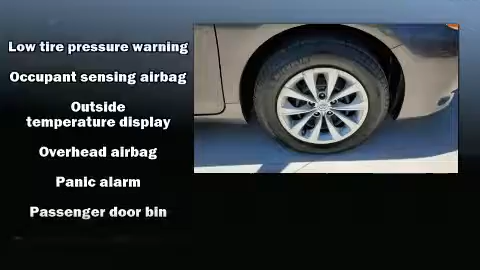 Low tire pressure warning
Occupant sensing airbag
Outside
temperature display
Overhead airbag
Panic alarm
Passenger door bin